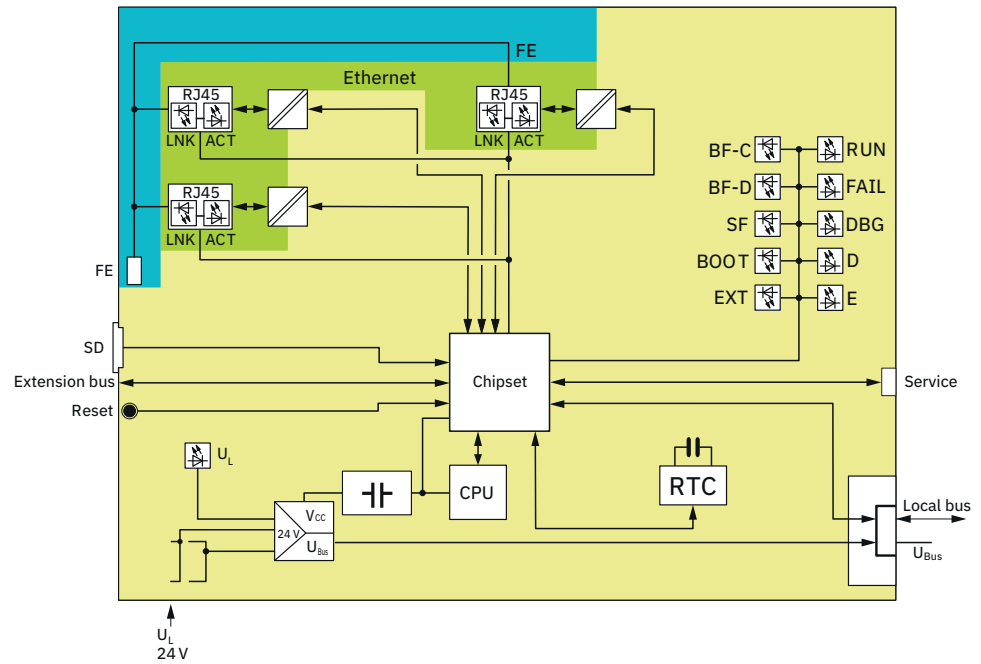 FE
Ethernet
RJ45
LNK ACT
RJ45
LNK ACT
RJ45
LNK ACT
FE
BF-C
RUN
BF-D
FAIL
SF
DBG
BOOT
D
EXT
E
SD
Extension bus
Reset
Chipset
Service
UL
CPU
RTC
VCC
24 V
UBus
Local bus
UBus
UL
24 V